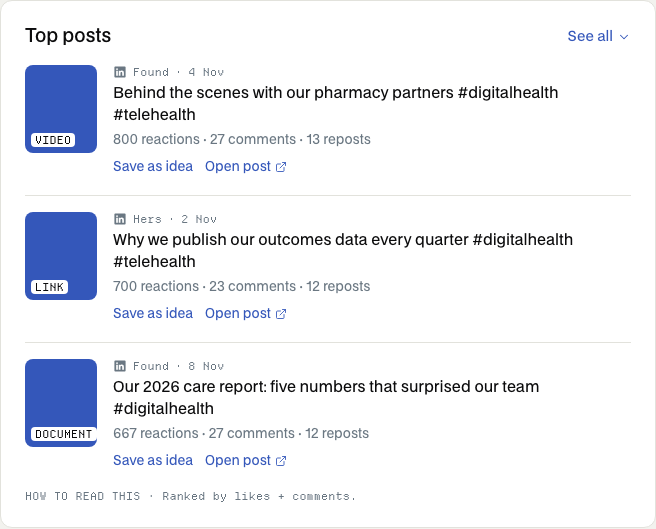 Top posts
See all
Found · 4 Nov
Behind the scenes with our pharmacy partners #digitalhealth
#telehealth
VIDEO
800 reactions · 27 comments · 13 reposts
Save as idea Open post
Hers · 2 Nov
Why we publish our outcomes data every quarter #digitalhealth
#telehealth
LINK
700 reactions · 23 comments · 12 reposts
Save as idea Open post
Found · 8 Nov
Our 2026 care report: five numbers that surprised our team
#digitalhealth
DOCUMENT
667 reactions · 27 comments · 12 reposts
Save as idea Open post
HOW TO READ THIS · Ranked by likes + comments.